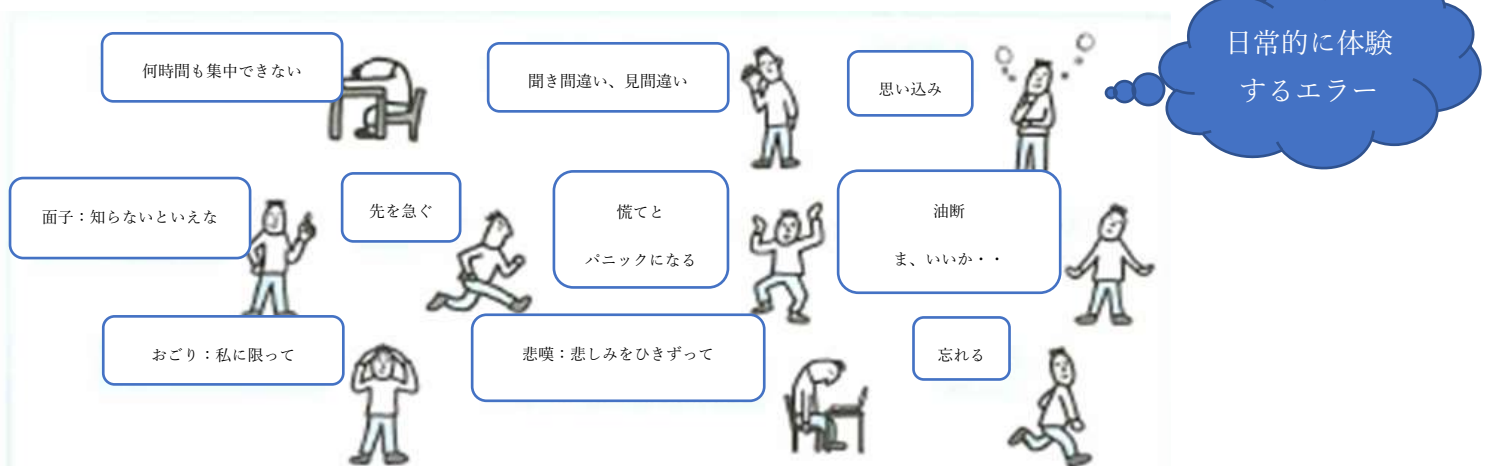 日常的に体験
するエラー
何時間も集中できない
聞き間違い、見間違い
思い込み
面子：知らないといえな
先を急ぐ
慌てと
パニックになる
油断
ま、いいか・・
おごり：私に限って
悲嘆：悲しみをひきずって
忘れる